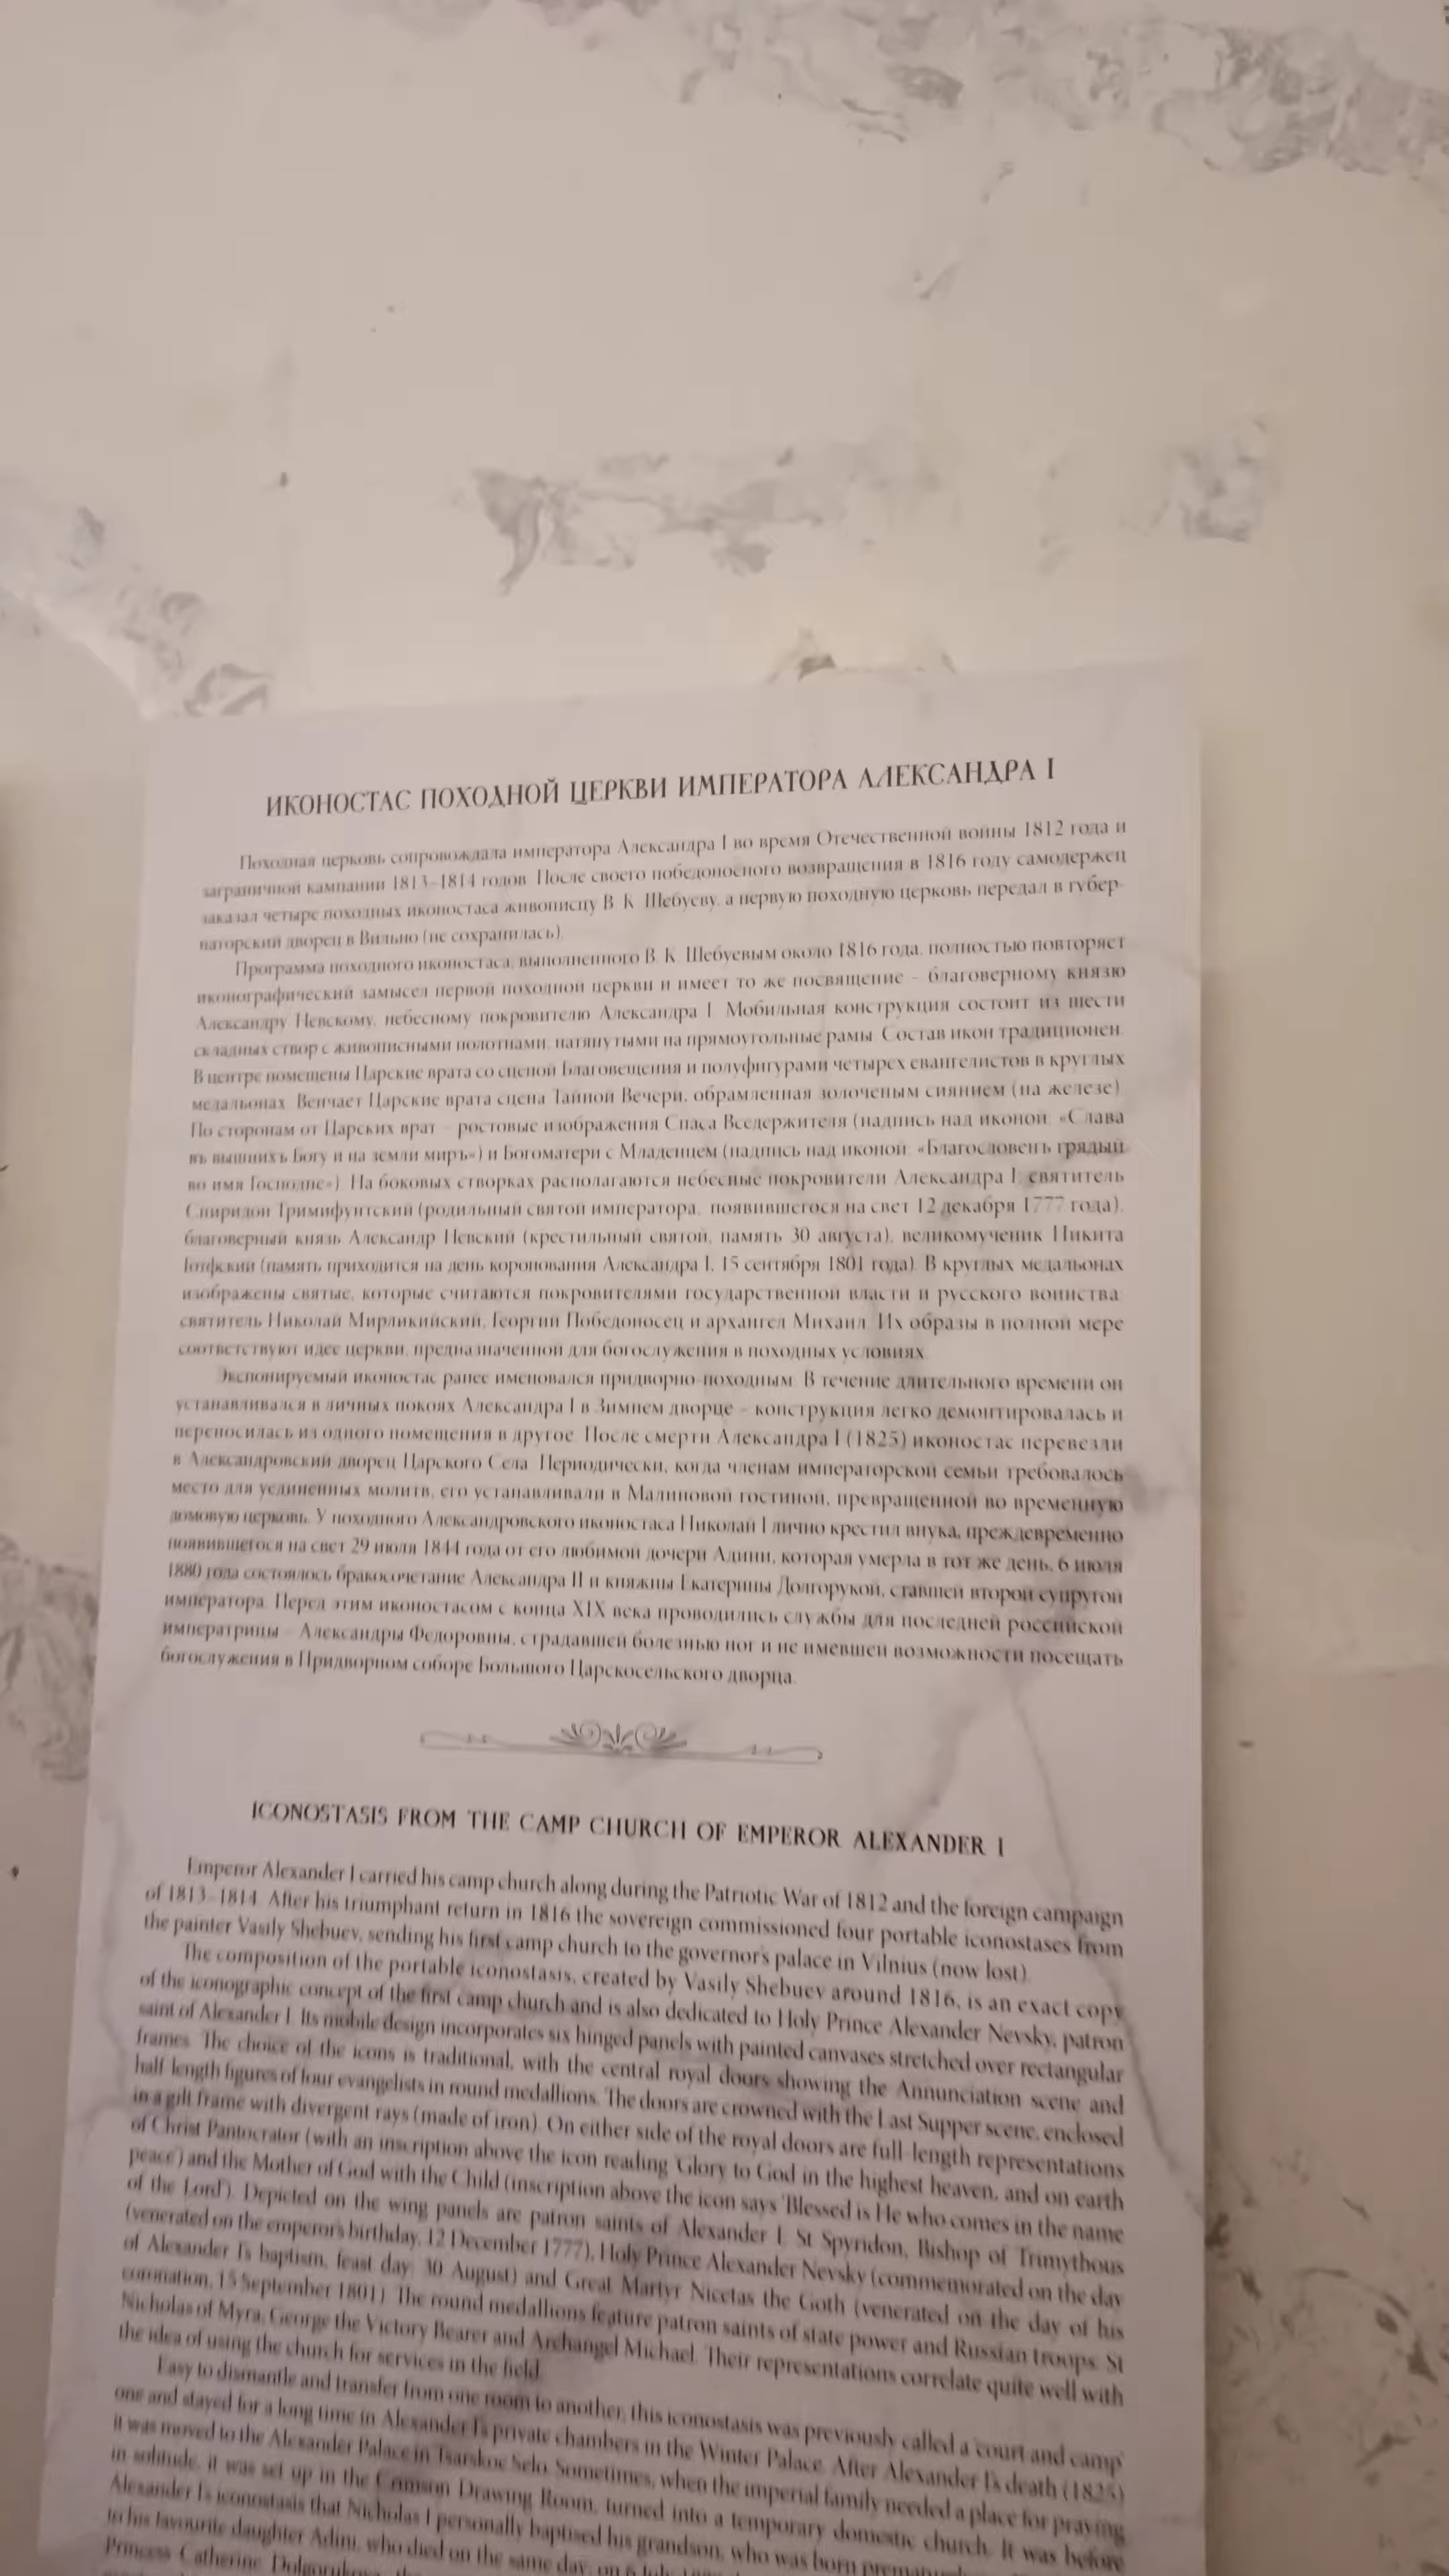 ИКОНОСТАС ПОХОДНОЙ ЦЕРКВИ ИМПЕРАТОРА АЛЕКСАНДРА I
Походная церковь сопровождала императора Александра I во время Отечественной войны 1812 года и
заграничной кампании 1813–1814 годов. После своего победоносного возвращения в 1816 году самодержец
заказал четыре походных иконостаса живописцу В. К. Шебуеву, а первую походную церковь передал в губер-
наторский дворец в Вильно (не сохранилась).
Программа походного иконостаса, выполненного В. К. Шебуевым около 1816 года, полностью повторяет
иконографический замысел первой походной церкви и имеет то же посвящение – благоверному князю
Александру Невскому, небесному покровителю Александра I. Мобильная конструкция состоит из шести
складных створ с живописными полотнами, натянутыми на прямоугольные рамы. Состав икон традиционен.
В центре помещены Царские врата со сценой Благовещения и полуфигурами четырех евангелистов в круглых
медальонах. Венчает Царские врата сцена Тайной Вечери, обрамленная золоченым сиянием (на железе).
По сторонам от Царских врат – ростовые изображения Спаса Вседержителя (надпись над иконой: «Слава
въ вышнихъ Богу и на земли миръ») и Богоматери с Младенцем (надпись над иконой: «Благословенъ грядый
во имя Господне»). На боковых створках располагаются небесные покровители Александра I: святитель
Спиридон Тримифунтский (родильный святой императора, появившегося на свет 12 декабря 1777 года),
благоверный князь Александр Невский (крестильный святой, память 30 августа), великомученик Никита
Готфский (память приходится на день коронования Александра I, 15 сентября 1801 года). В круглых медальонах
изображены святые, которые считаются покровителями государственной власти и русского воинства:
святитель Николай Мирликийский, Георгий Победоносец и архангел Михаил. Их образы в полной мере
соответствуют идее церкви, предназначенной для богослужения в походных условиях.
Экспонируемый иконостас ранее именовался придворно-походным. В течение длительного времени он
устанавливался в личных покоях Александра I в Зимнем дворце – конструкция легко демонтировалась и
переносилась из одного помещения в другое. После смерти Александра I (1825) иконостас перевезли
в Александровский дворец Царского Села. Периодически, когда членам императорской семьи требовалось
место для уединенных молитв, его устанавливали в Малиновой гостиной, превращенной во временную
домовую церковь. У походного Александровского иконостаса Николай I лично крестил внука, преждевременно
появившегося на свет 29 июля 1844 года от его любимой дочери Адини, которая умерла в тот же день, 6 июля
1880 года состоялось бракосочетание Александра II и княжны Екатерины Долгорукой, ставшей второй супругой
императора. Перед этим иконостасом с конца XIX века проводились службы для последней российской
императрицы – Александры Федоровны, страдавшей болезнью ног и не имевшей возможности посещать
богослужения в Придворном соборе Большого Царскосельского дворца.
ICONOSTASIS FROM THE CAMP CHURCH OF EMPEROR ALEXANDER I
Emperor Alexander I carried his camp church along during the Patriotic War of 1812 and the foreign campaign
of 1813–1814. After his triumphant return in 1816 the sovereign commissioned four portable iconostases from
the painter Vasily Shebuev, sending his first camp church to the governor's palace in Vilnius (now lost).
The composition of the portable iconostasis, created by Vasily Shebuev around 1816, is an exact copy
of the iconographic concept of the first camp church and is also dedicated to Holy Prince Alexander Nevsky, patron
saint of Alexander I. Its mobile design incorporates six hinged panels with painted canvases stretched over rectangular
frames. The choice of the icons is traditional, with the central royal doors showing the Annunciation scene and
half-length figures of four evangelists in round medallions. The doors are crowned with the Last Supper scene, enclosed
in a gilt frame with divergent rays (made of iron). On either side of the royal doors are full-length representations
of Christ Pantocrator (with an inscription above the icon reading 'Glory to God in the highest heaven, and on earth
peace') and the Mother of God with the Child (inscription above the icon says 'Blessed is He who comes in the name
of the Lord'). Depicted on the wing panels are patron saints of Alexander I: St Spyridon, Bishop of Trimythous
(venerated on the emperor's birthday, 12 December 1777), Holy Prince Alexander Nevsky (commemorated on the day
of Alexander I's baptism, feast day: 30 August) and Great Martyr Nicetas the Goth (venerated on the day of his
coronation, 15 September 1801). The round medallions feature patron saints of state power and Russian troops: St
Nicholas of Myra, George the Victory Bearer and Archangel Michael. Their representations correlate quite well with
the idea of using the church for services in the field.
Easy to dismantle and transfer from one room to another, this iconostasis was previously called a 'court and camp'
one and stayed for a long time in Alexander I's private chambers in the Winter Palace. After Alexander I's death (1825)
it was moved to the Alexander Palace in Tsarskoe Selo. Sometimes, when the imperial family needed a place for praying
in solitude, it was set up in the Crimson Drawing Room, turned into a temporary domestic church. It was before
Alexander I's iconostasis that Nicholas I personally baptised his grandson, who was born
to his favourite daughter Adini, who died on the same day; on 6 July
Princess Catherine